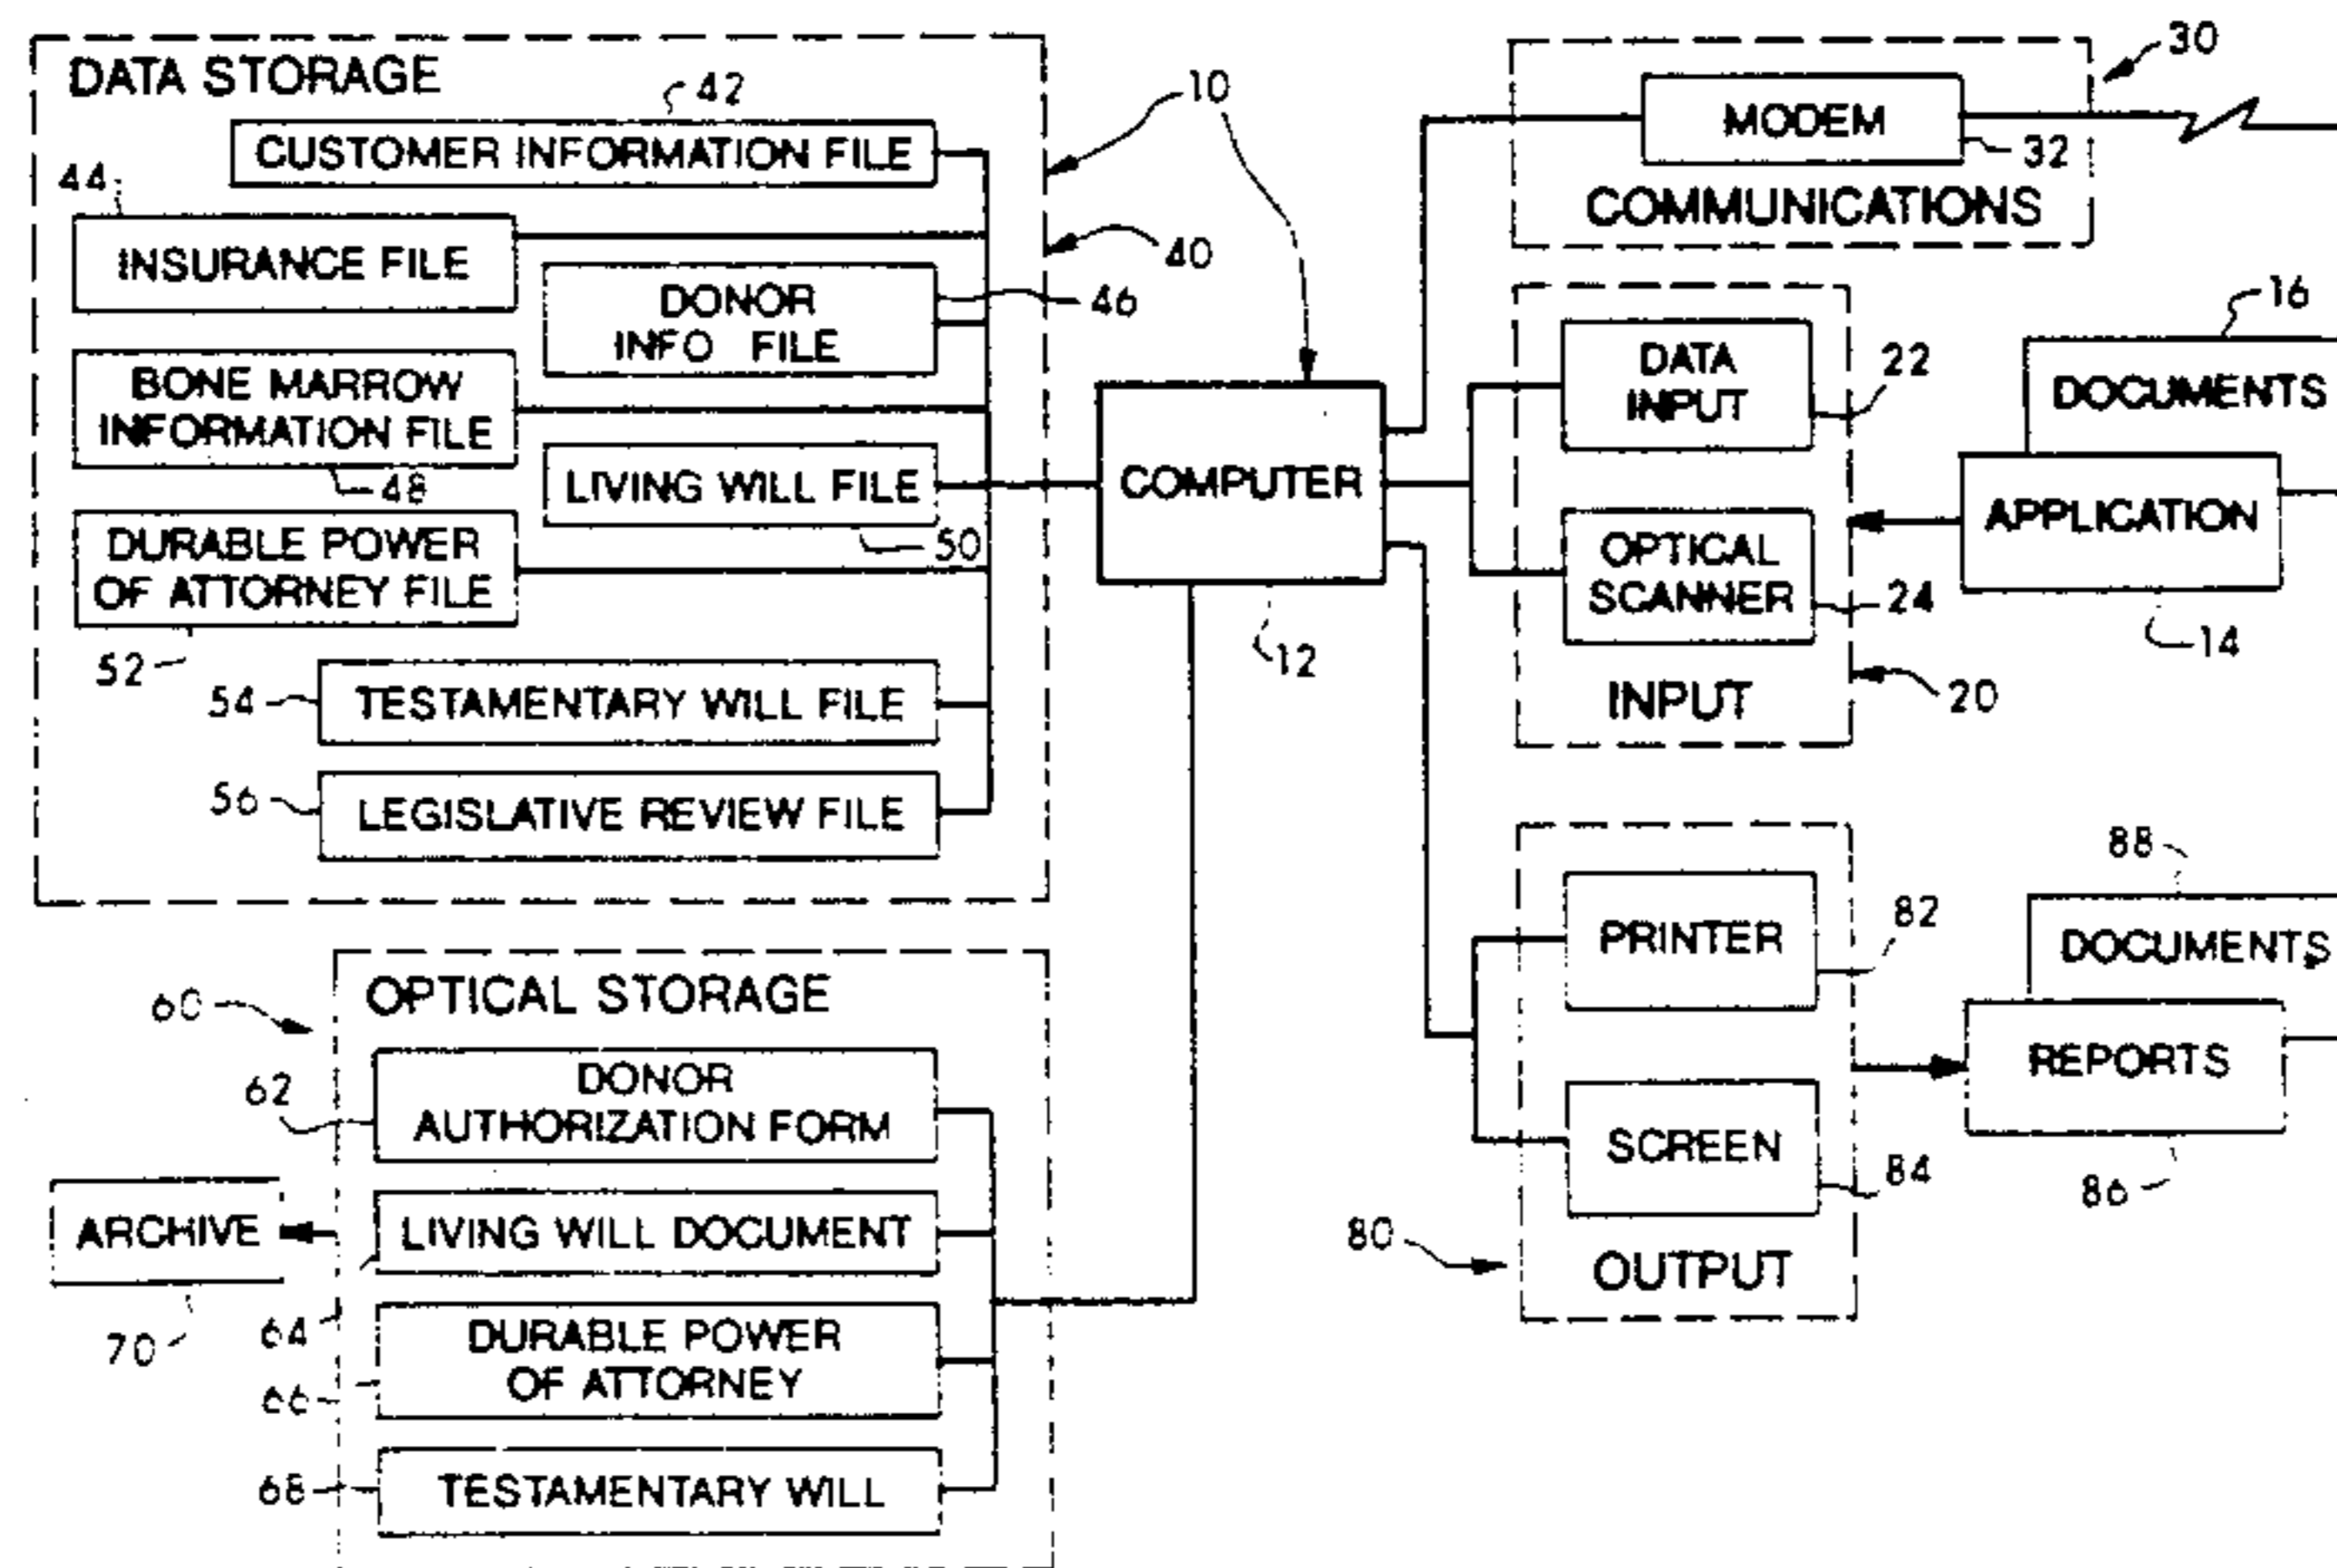 DATA STORAGE
42
CUSTOMER INFORMATION FILE
44
INSURANCE FILE
DONOR
INFO FILE
46
BONE MARROW
INFORMATION FILE
48
LIVING WILL FILE
50
DURABLE POWER
OF ATTORNEY FILE
52
54
TESTAMENTARY WILL FILE
56
LEGISLATIVE REVIEW FILE
10
40
COMPUTER
12
30
MODEM
32
COMMUNICATIONS
DATA
INPUT
22
OPTICAL
SCANNER
24
INPUT
20
16
DOCUMENTS
APPLICATION
14
60
OPTICAL STORAGE
62
DONOR
AUTHORIZATION FORM
ARCHIVE
70
LIVING WILL DOCUMENT
64
DURABLE POWER
OF ATTORNEY
66
68
TESTAMENTARY WILL
PRINTER
82
SCREEN
84
80
OUTPUT
88
DOCUMENTS
REPORTS
86